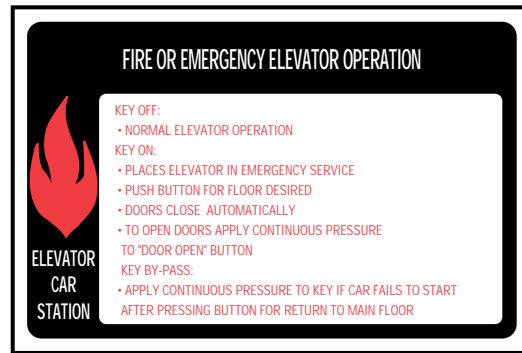 FIRE OR EMERGENCY ELEVATOR OPERATION
KEY OFF:
• NORMAL ELEVATOR OPERATION
KEY ON:
• PLACES ELEVATOR IN EMERGENCY SERVICE
• PUSH BUTTON FOR FLOOR DESIRED
• DOORS CLOSE AUTOMATICALLY
• TO OPEN DOORS APPLY CONTINUOUS PRESSURE
TO "DOOR OPEN" BUTTON
KEY BY-PASS:
• APPLY CONTINUOUS PRESSURE TO KEY IF CAR FAILS TO START
AFTER PRESSING BUTTON FOR RETURN TO MAIN FLOOR
ELEVATOR
CAR
STATION